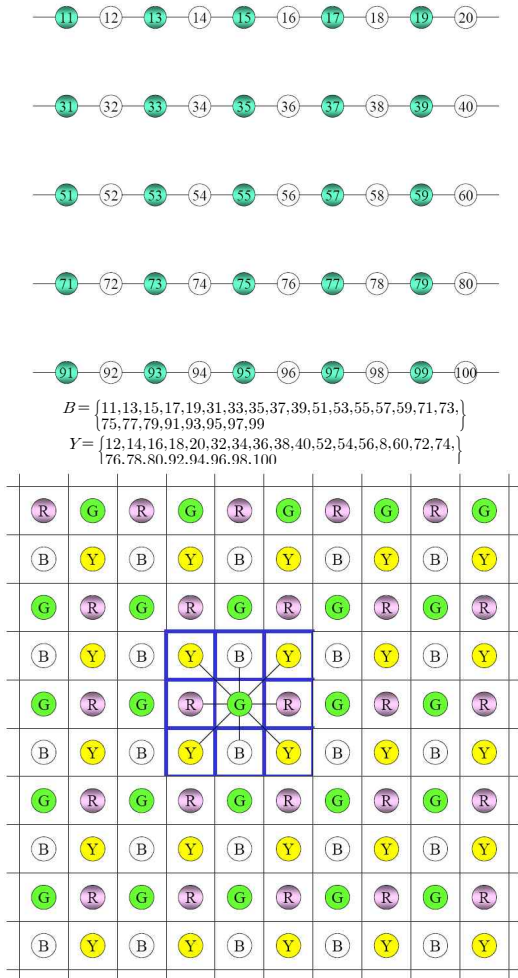 11 12 13 14 15 16 17 18 19 20
31 32 33 34 35 36 37 38 39 40
51 52 53 54 55 56 57 58 59 60
71 72 73 74 75 76 77 78 79 80
91 92 93 94 95 96 97 98 99 100
B = {11,13,15,17,19,31,33,35,37,39,51,53,55,57,59,71,73,
75,77,79,91,93,95,97,99}
Y = {12,14,16,18,20,32,34,36,38,40,52,54,56,8,60,72,74,
76,78,80,92,94,96,98,100}
R G R G R G R G R G
B Y B Y B Y B Y B Y
G R G R G R G R G R
B Y B Y B Y B Y B Y
G R G R G R G R G R
B Y B Y B Y B Y B Y
G R G R G R G R G R
B Y B Y B Y B Y B Y
G R G R G R G R G R
B Y B Y B Y B Y B Y